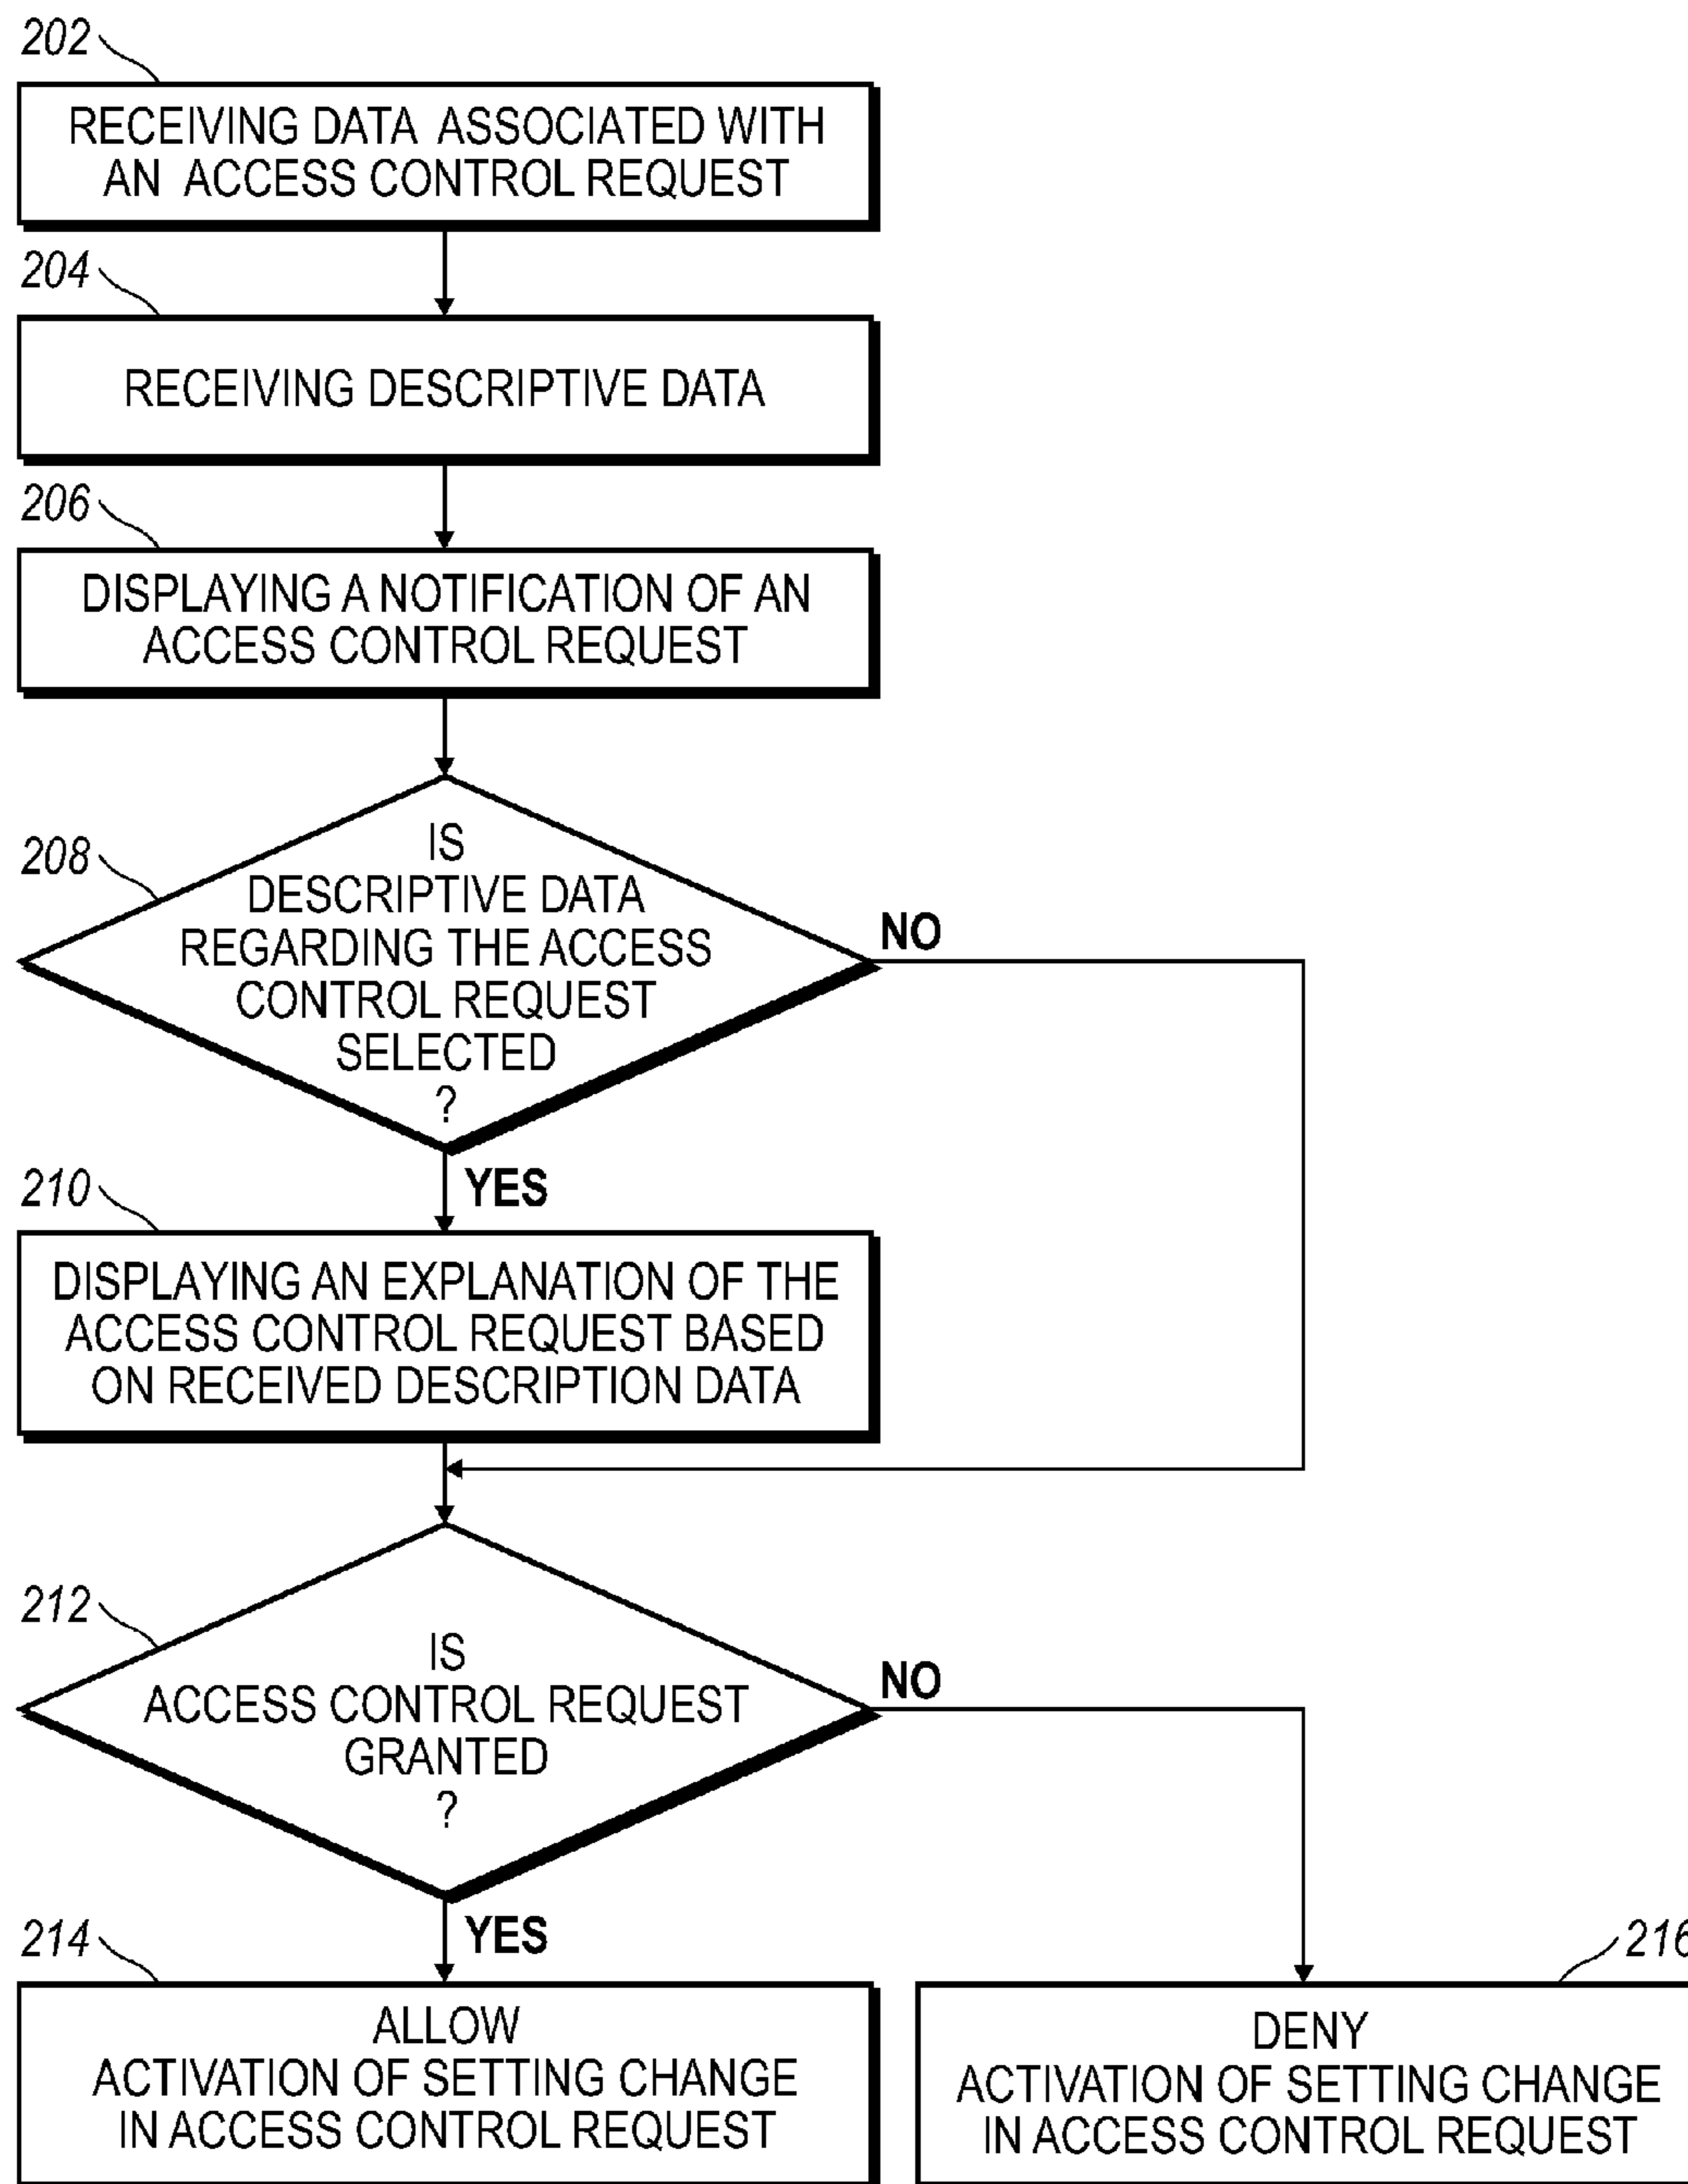 202
RECEIVING DATA ASSOCIATED WITH
AN ACCESS CONTROL REQUEST
204
RECEIVING DESCRIPTIVE DATA
206
DISPLAYING A NOTIFICATION OF AN
ACCESS CONTROL REQUEST
208
IS
DESCRIPTIVE DATA
REGARDING THE ACCESS
CONTROL REQUEST
SELECTED
?
NO
YES
210
DISPLAYING AN EXPLANATION OF THE
ACCESS CONTROL REQUEST BASED
ON RECEIVED DESCRIPTION DATA
212
IS
ACCESS CONTROL REQUEST
GRANTED
?
NO
YES
214
ALLOW
ACTIVATION OF SETTING CHANGE
IN ACCESS CONTROL REQUEST
216
DENY
ACTIVATION OF SETTING CHANGE
IN ACCESS CONTROL REQUEST